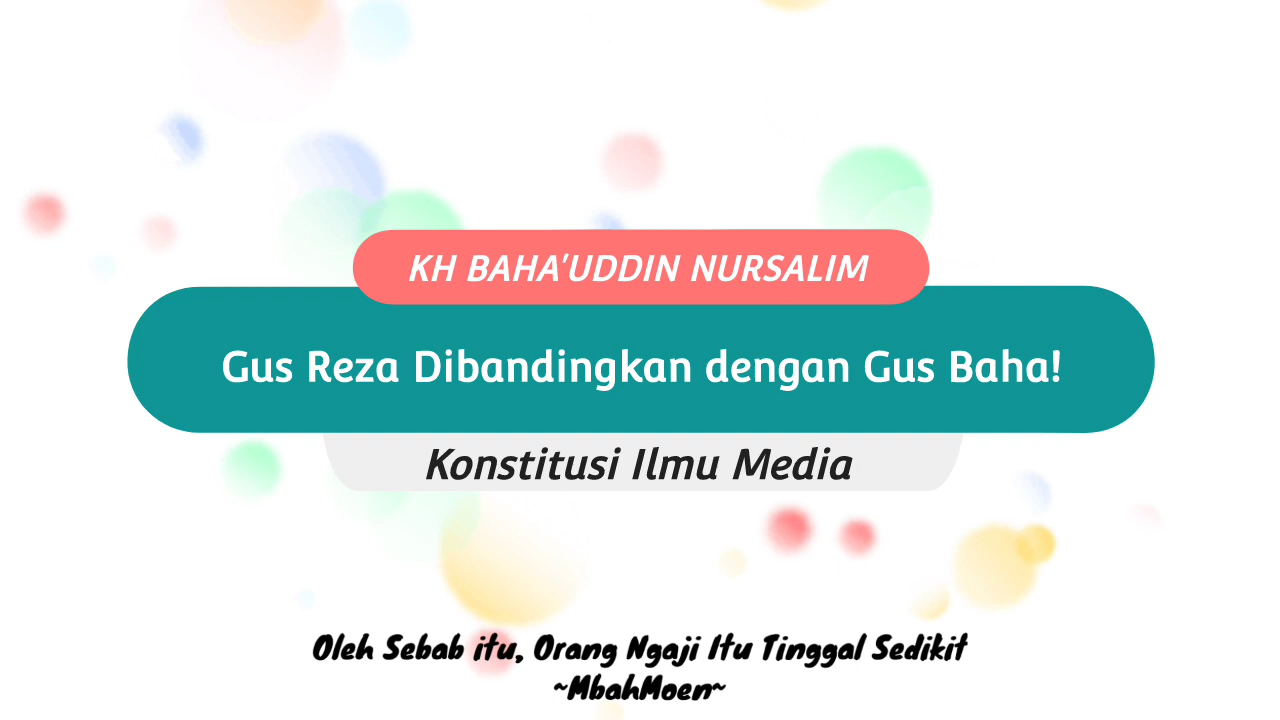 KH BAHA'UDDIN NURSALIM
Gus Reza Dibandingkan dengan Gus Baha!
Konstitusi Ilmu Media
Oleh Sebab itu, Orang Ngaji Itu Tinggal Sedikit
~MbahMoen~